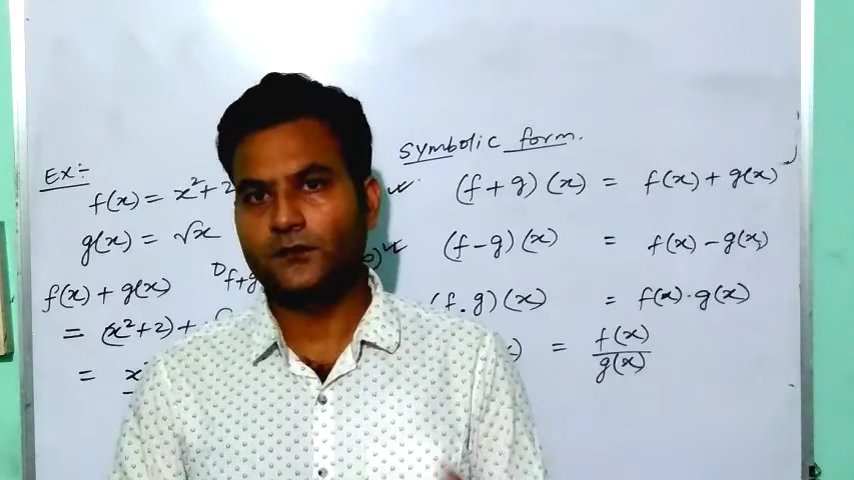 Symbolic form.
Ex:-
f(x) = x² + 2
(f + g) (x) = f(x) + g(x)
g(x) = √x
(f - g) (x) = f(x) - g(x)
f(x) + g(x)
D f+g
(f . g) (x) = f(x) . g(x)
= (x² + 2) +
= f(x) / g(x)
= x